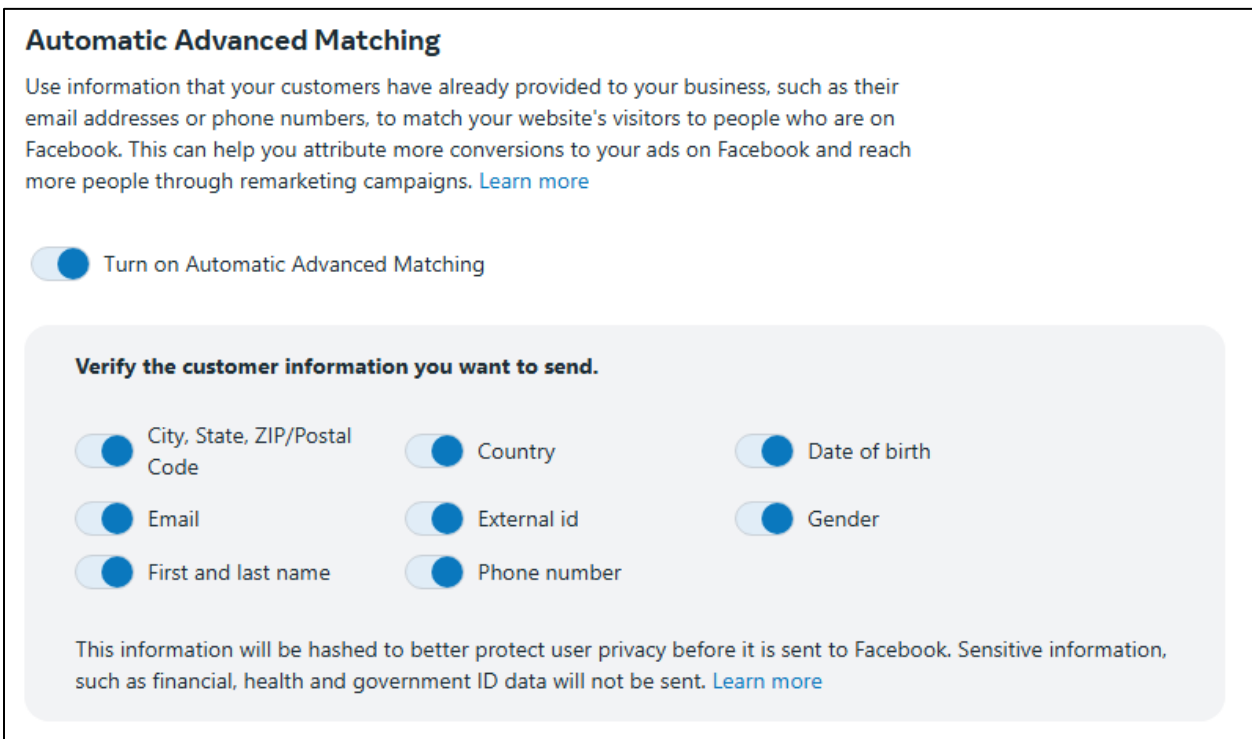 Automatic Advanced Matching
Use information that your customers have already provided to your business, such as their
email addresses or phone numbers, to match your website's visitors to people who are on
Facebook. This can help you attribute more conversions to your ads on Facebook and reach
more people through remarketing campaigns. Learn more
Turn on Automatic Advanced Matching
Verify the customer information you want to send.
City, State, ZIP/Postal
Code
Country
Date of birth
Email
External id
Gender
First and last name
Phone number
This information will be hashed to better protect user privacy before it is sent to Facebook. Sensitive information,
such as financial, health and government ID data will not be sent. Learn more